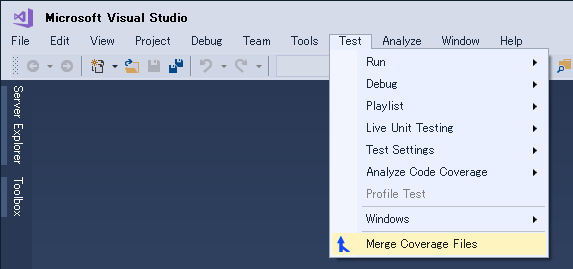 Microsoft Visual Studio
File Edit View Project Debug Team Tools Test Analyze Window Help
Run
Debug
Playlist
Live Unit Testing
Test Settings
Analyze Code Coverage
Profile Test
Windows
Merge Coverage Files
Server Explorer
Toolbox